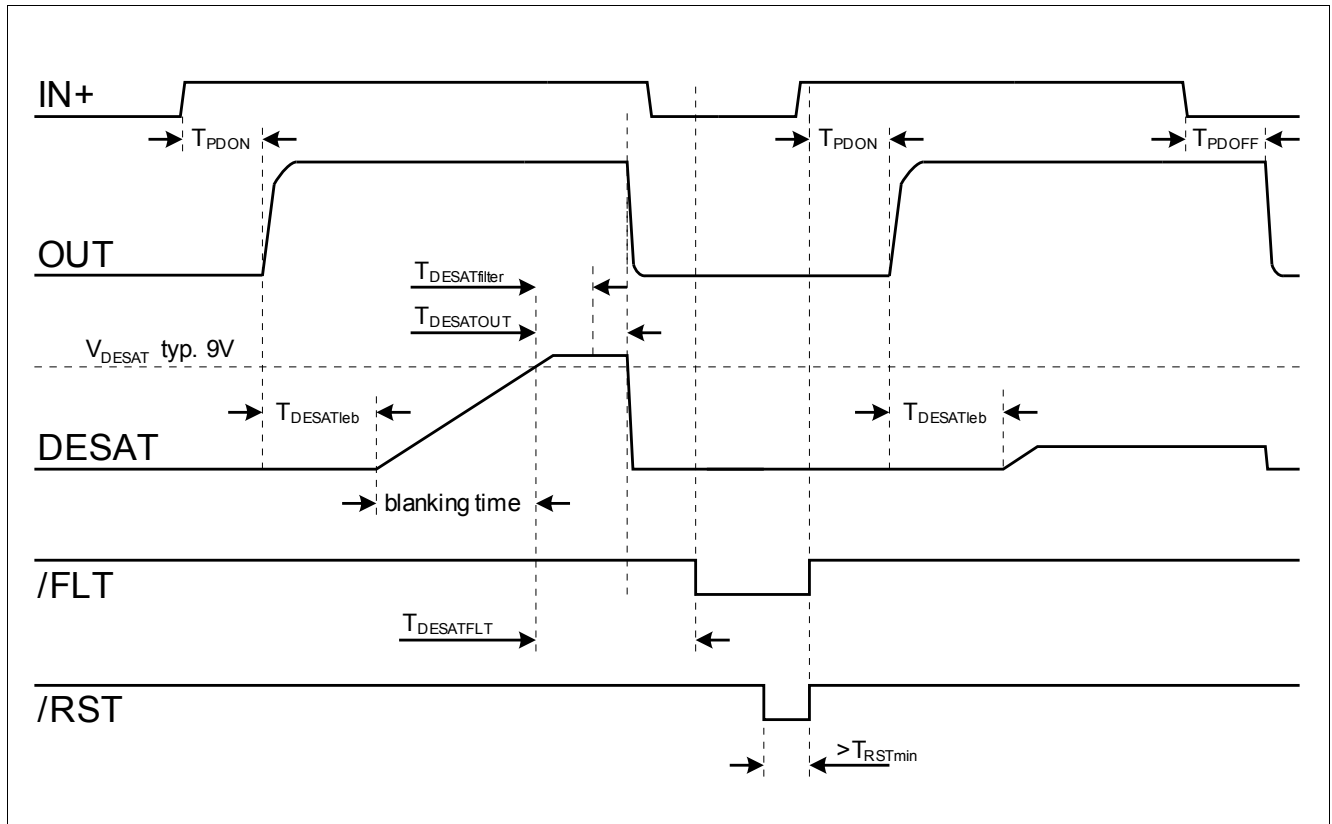 IN+
TPDON
TPDON
TPDOFF
OUT
TDESATfilter
TDESATOUT
VDESAT typ. 9V
TDESATleb
TDESATleb
DESAT
blanking time
/FLT
TDESATFLT
/RST
>TRSTmin